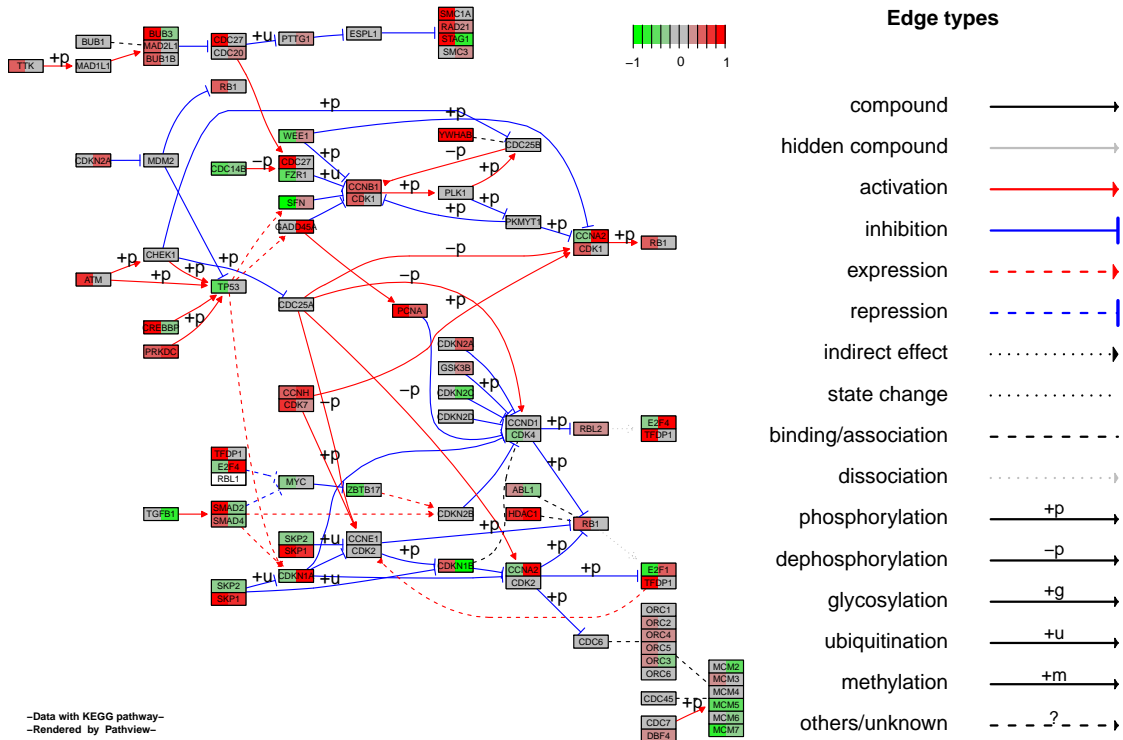 Edge types
−1 0 1
compound
hidden compound
activation
inhibition
expression
repression
indirect effect
state change
binding/association
dissociation
phosphorylation +p
dephosphorylation −p
glycosylation +g
ubiquitination +u
methylation +m
others/unknown ?
BUB1
BUB3
MAD2L1
BUB1B
TTK
+p
MAD1L1
CDC27
CDC20
+u
PTTG1
ESPL1
SMC1A
RAD21
STAG1
SMC3
RB1
+p
+p
WEE1
YWHAB
CDC25B
CDKN2A
MDM2
CDC14B
−p
CDC27
FZR1
+p
+u
−p
CCNB1
CDK1
+p
PLK1
+p
+p
+p
PKMYT1
+p
SFN
GADD45A
CCNA2
CDK1
+p
RB1
CHEK1
+p
+p
+p
ATM
TP53
−p
−p
CDC25A
+p
PCNA
CREBBP
+p
PRKDC
CDKN2A
GSK3B
+p
CDKN2C
CDKN2D
CCNH
CDK7
−p
−p
CCND1
CDK4
+p
RBL2
E2F4
TFDP1
TFDP1
E2F4
RBL1
+p
+p
MYC
ZBTB17
ABL1
TGFB1
SMAD2
SMAD4
CDKN2B
HDAC1
RB1
SKP2
SKP1
+u
CCNE1
CDK2
+p
+p
+p
SKP2
SKP1
+u
CDKN1A
+u
CDKN1B
CCNA2
CDK2
+p
E2F1
TFDP1
+p
CDC6
ORC1
ORC2
ORC4
ORC5
ORC3
ORC6
CDC45
CDC7
DBF4
+p
MCM2
MCM3
MCM4
MCM5
MCM6
MCM7
−Data with KEGG pathway−
−Rendered by Pathview−